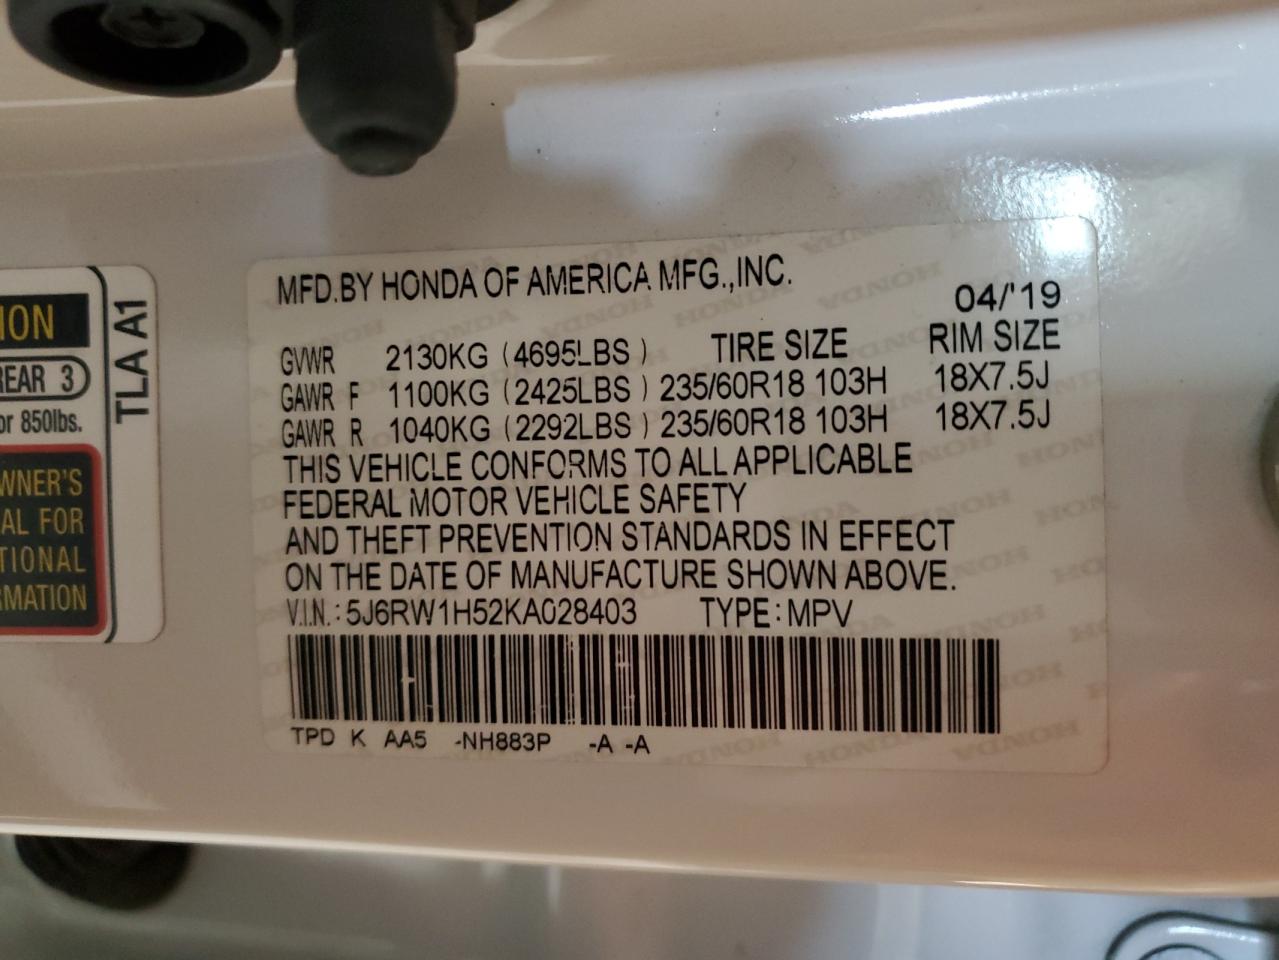 ION
REAR 3
or 850lbs.
WNER'S
AL FOR
TIONAL
RMATION
TLA A1
MFD.BY HONDA OF AMERICA MFG.,INC.
04/'19
GVWR 2130KG (4695LBS) TIRE SIZE RIM SIZE
GAWR F 1100KG (2425LBS) 235/60R18 103H 18X7.5J
GAWR R 1040KG (2292LBS) 235/60R18 103H 18X7.5J
THIS VEHICLE CONFORMS TO ALL APPLICABLE
FEDERAL MOTOR VEHICLE SAFETY
AND THEFT PREVENTION STANDARDS IN EFFECT
ON THE DATE OF MANUFACTURE SHOWN ABOVE.
V.I.N.: 5J6RW1H52KA028403 TYPE: MPV
TPD K AA5 -NH883P -A -A